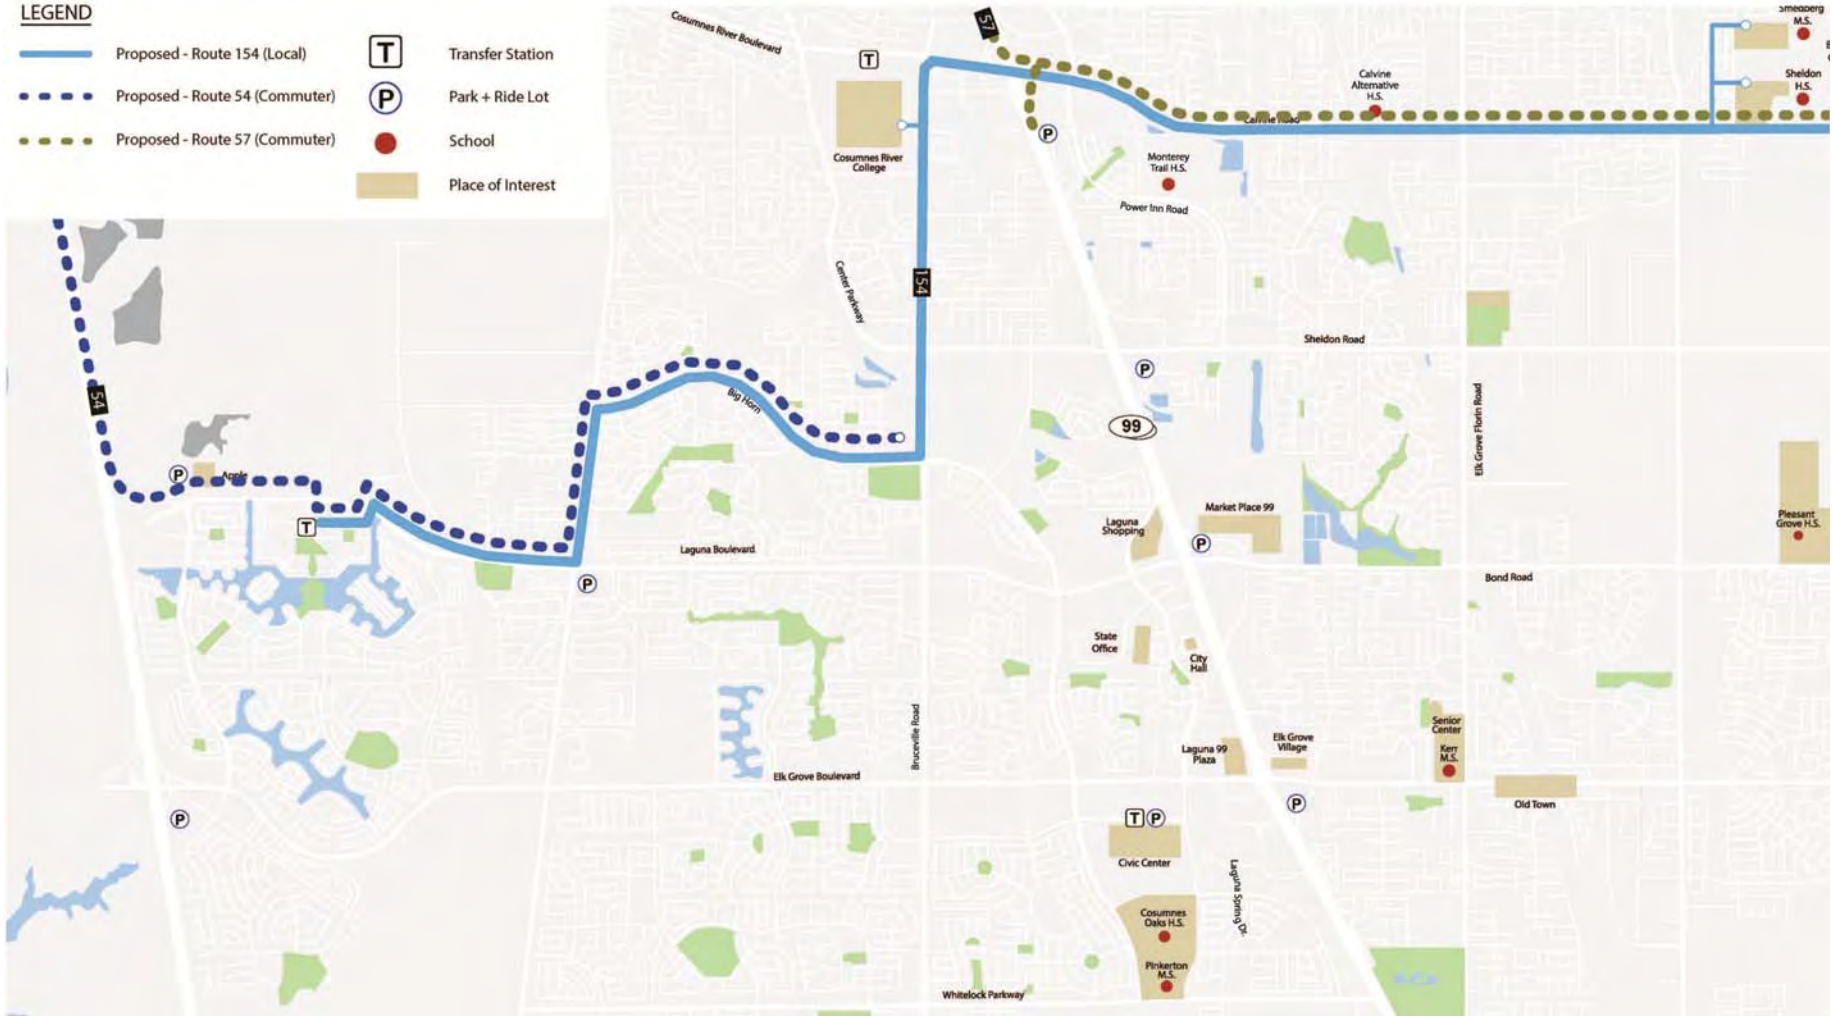 LEGEND
Proposed - Route 154 (Local)
Proposed - Route 54 (Commuter)
Proposed - Route 57 (Commuter)
T
Transfer Station
P
Park + Ride Lot
School
Place of Interest
Cosumnes River Boulevard
57
T
Cosumnes River
College
Calvine
Alternative
H.S.
Calvine Road
Smedberg
M.S.
Sheldon
H.S.
P
Monterey
Trail H.S.
Power Inn Road
Center Parkway
154
Sheldon Road
P
54
Big Horn
99
Elk Grove Florin Road
P
Apple
T
Laguna Boulevard
P
Laguna
Shopping
Market Place 99
P
Pleasant
Grove H.S.
Bond Road
State
Office
City
Hall
Bruceville Road
Senior
Center
Kerr
M.S.
Laguna 99
Plaza
Elk Grove
Village
Elk Grove Boulevard
Old Town
P
P
T
P
Civic Center
Laguna Spring Dr.
Cosumnes
Oaks H.S.
Pinkerton
M.S.
Whitelock Parkway